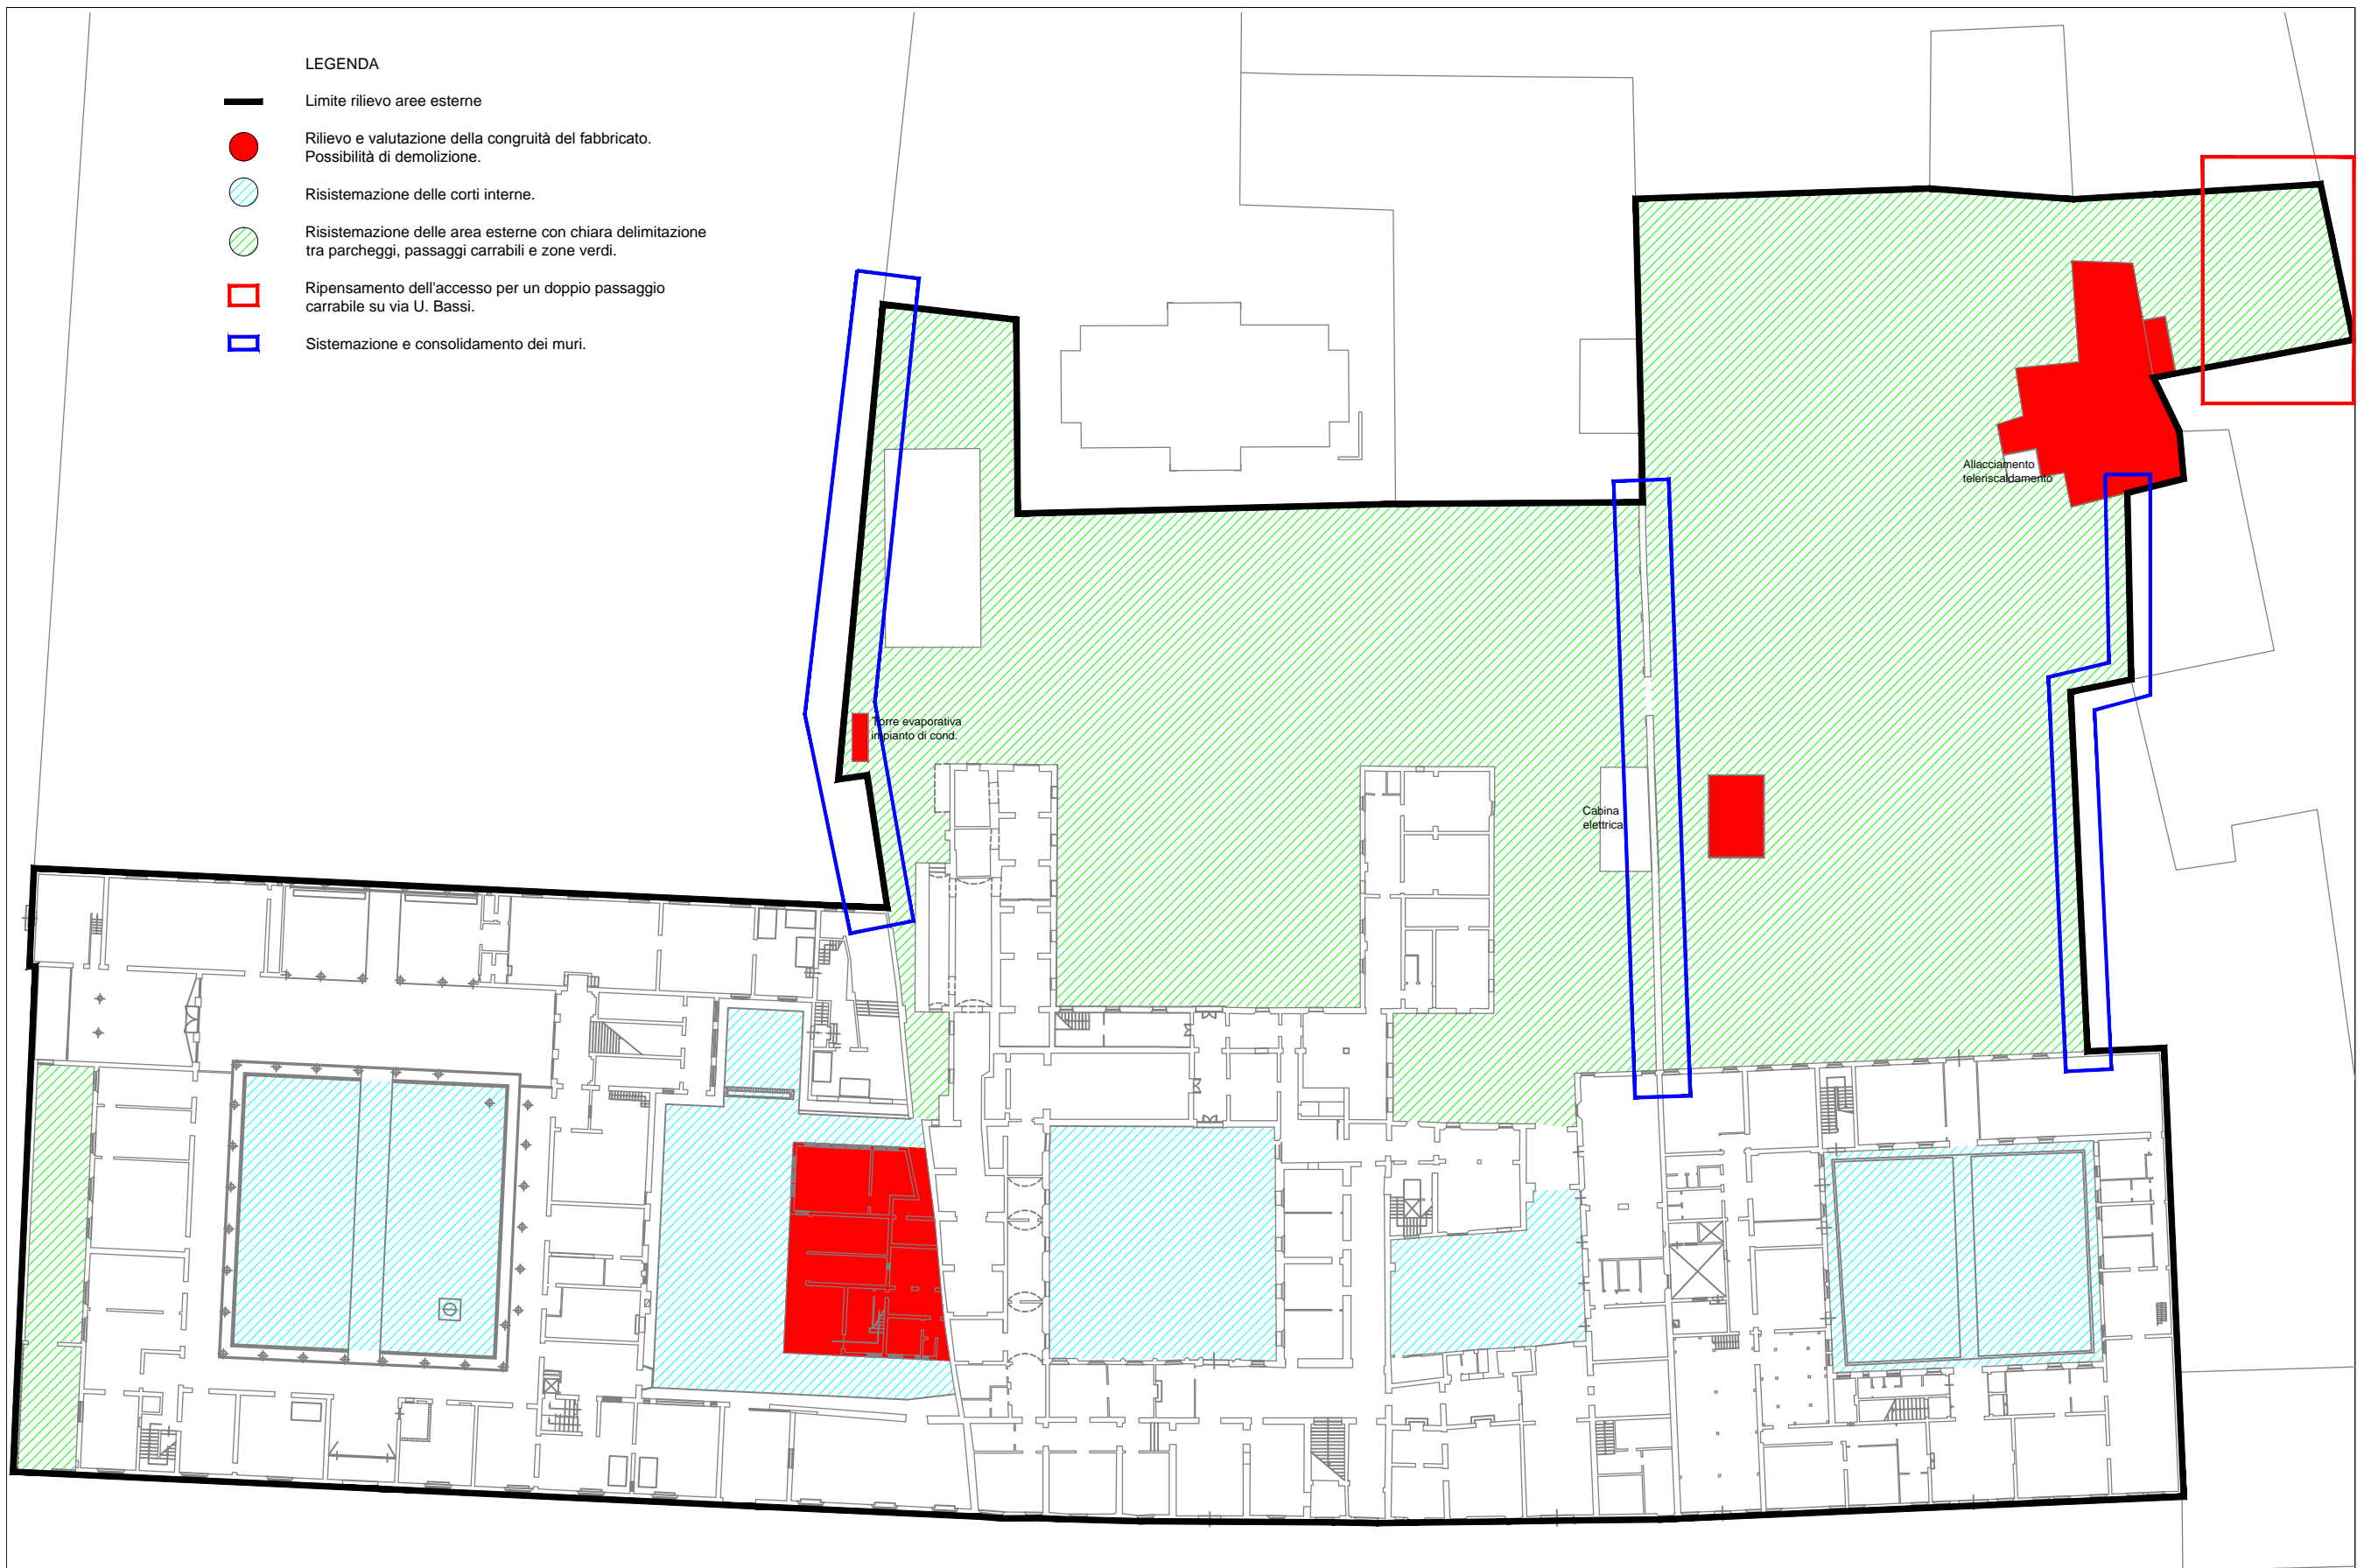 LEGENDA
Limite rilievo aree esterne
Rilievo e valutazione della congruità del fabbricato.
Possibilità di demolizione.
Risistemazione delle corti interne.
Risistemazione delle area esterne con chiara delimitazione
tra parcheggi, passaggi carrabili e zone verdi.
Ripensamento dell'accesso per un doppio passaggio
carrabile su via U. Bassi.
Sistemazione e consolidamento dei muri.
Allacciamento
teleriscaldamento
Torre evaporativa
impianto di cond.
Cabina
elettrica